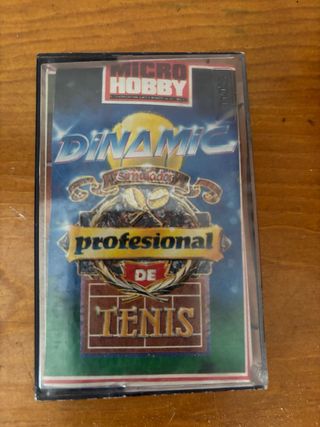 MICRO
HOBBY
DINAMIC
Simulador
profesional
DE
TENIS